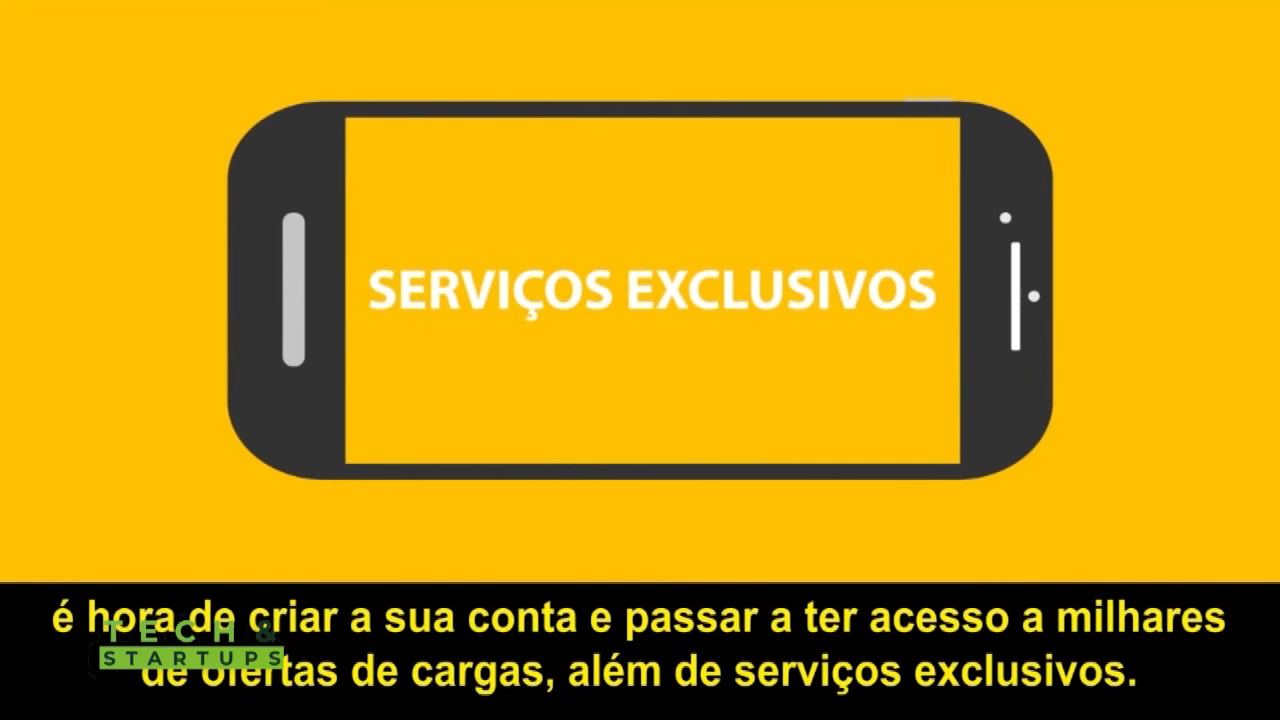 SERVIÇOS EXCLUSIVOS
é hora de criar a sua conta e passar a ter acesso a milhares
de ofertas de cargas, além de serviços exclusivos.
TECH &
STARTUPS